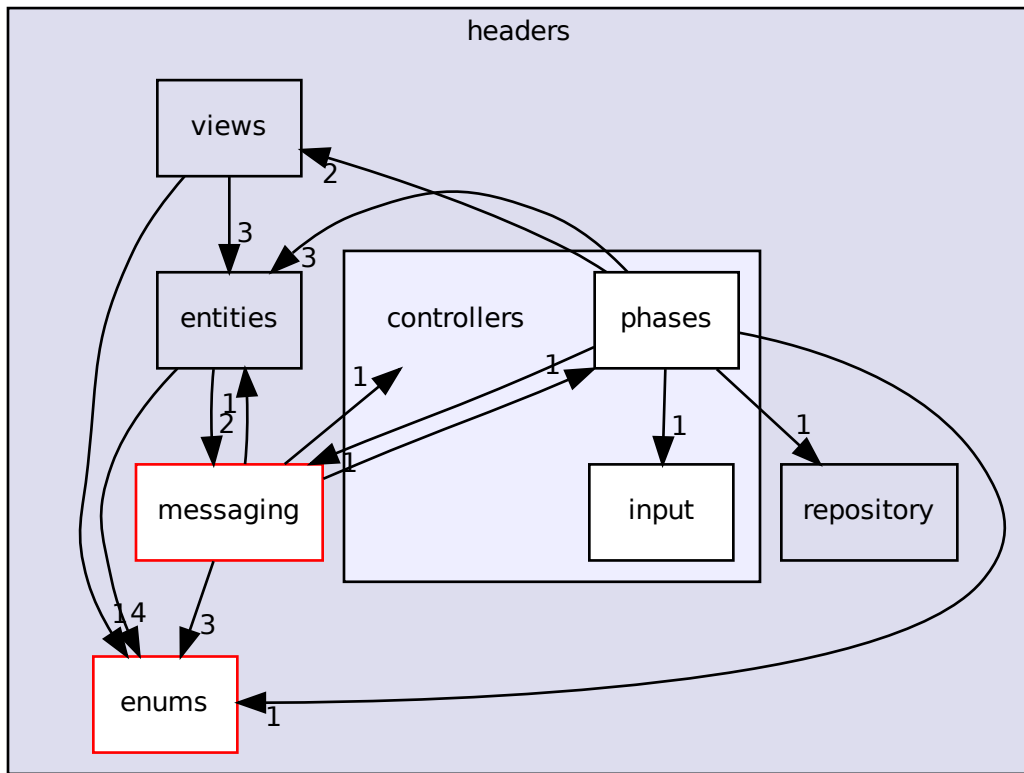 headers
views
2
3
3
entities
controllers
phases
1
1
1
2
1
1
1
messaging
input
repository
1
4
3
enums
1